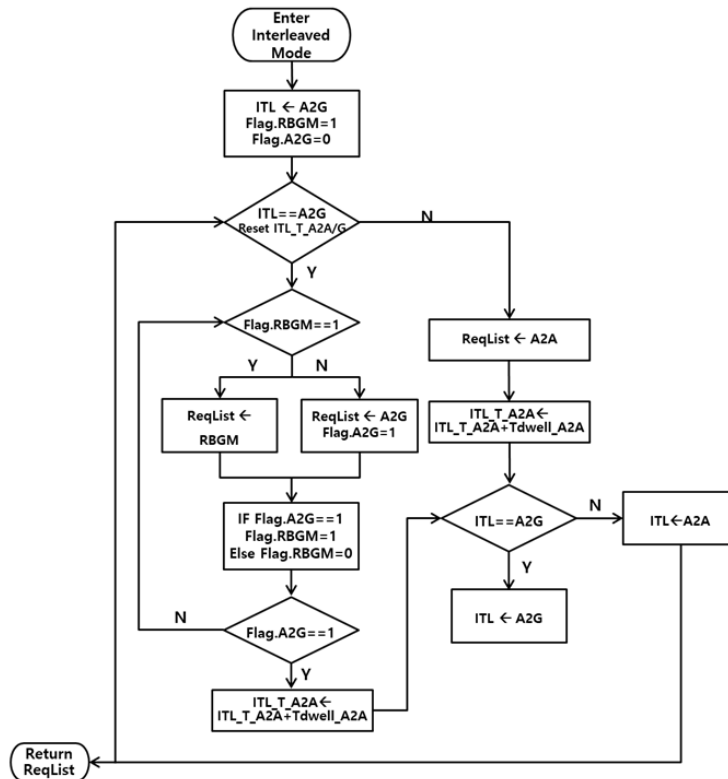 Enter
Interleaved
Mode
ITL ← A2G
Flag.RBGM=1
Flag.A2G=0
ITL==A2G
Reset ITL_T_A2A/G
N
Y
Flag.RBGM==1
Y
N
ReqList ← A2A
ReqList ←
RBGM
ReqList ← A2G
Flag.A2G=1
ITL_T_A2A←
ITL_T_A2A+Tdwell_A2A
IF Flag.A2G==1
Flag.RBGM=1
Else Flag.RBGM=0
ITL==A2G
N
ITL←A2A
Y
ITL ← A2G
Flag.A2G==1
N
Y
ITL_T_A2A←
ITL_T_A2A+Tdwell_A2A
Return
ReqList